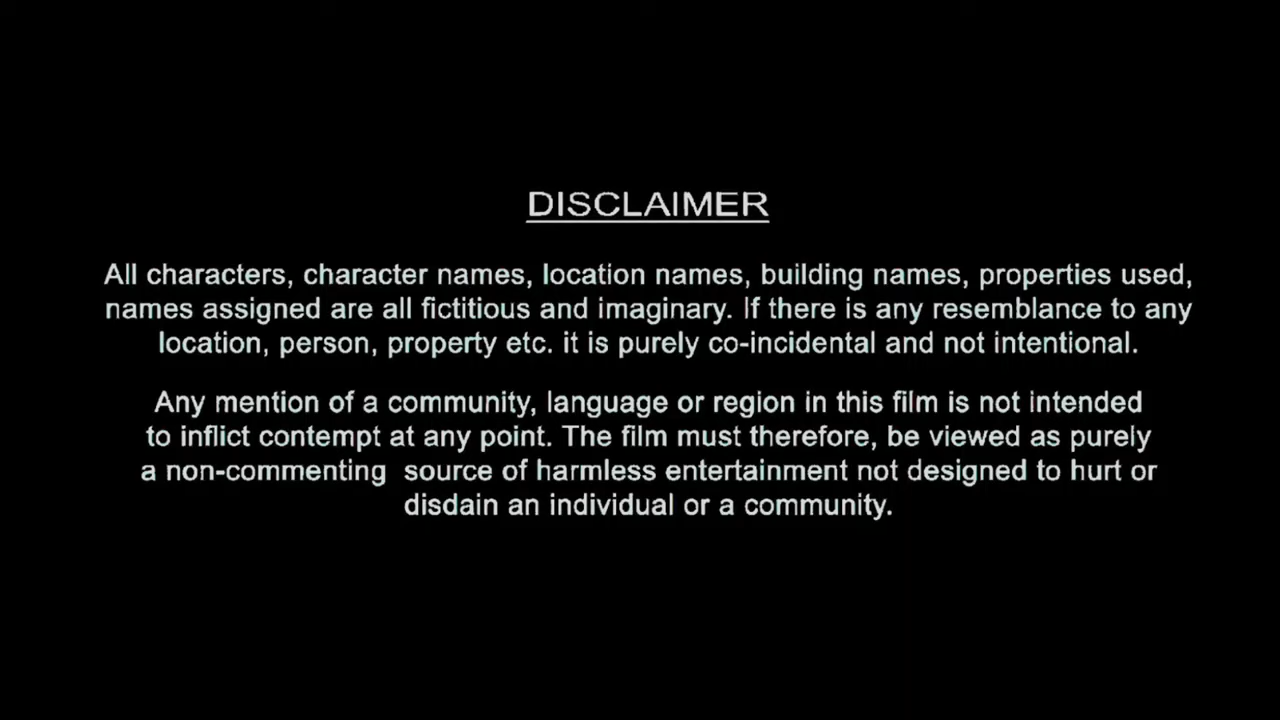 DISCLAIMER
All characters, character names, location names, building names, properties used,
names assigned are all fictitious and imaginary. If there is any resemblance to any
location, person, property etc. it is purely co-incidental and not intentional.
Any mention of a community, language or region in this film is not intended
to inflict contempt at any point. The film must therefore, be viewed as purely
a non-commenting  source of harmless entertainment not designed to hurt or
disdain an individual or a community.